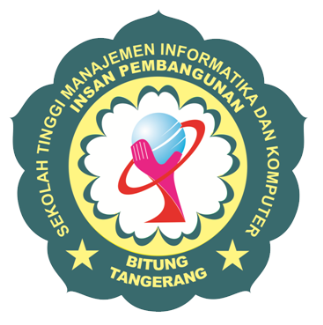 SEKOLAH TINGGI MANAJEMEN INFORMATIKA DAN KOMPUTER
INSAN PEMBANGUNAN
BITUNG
TANGERANG